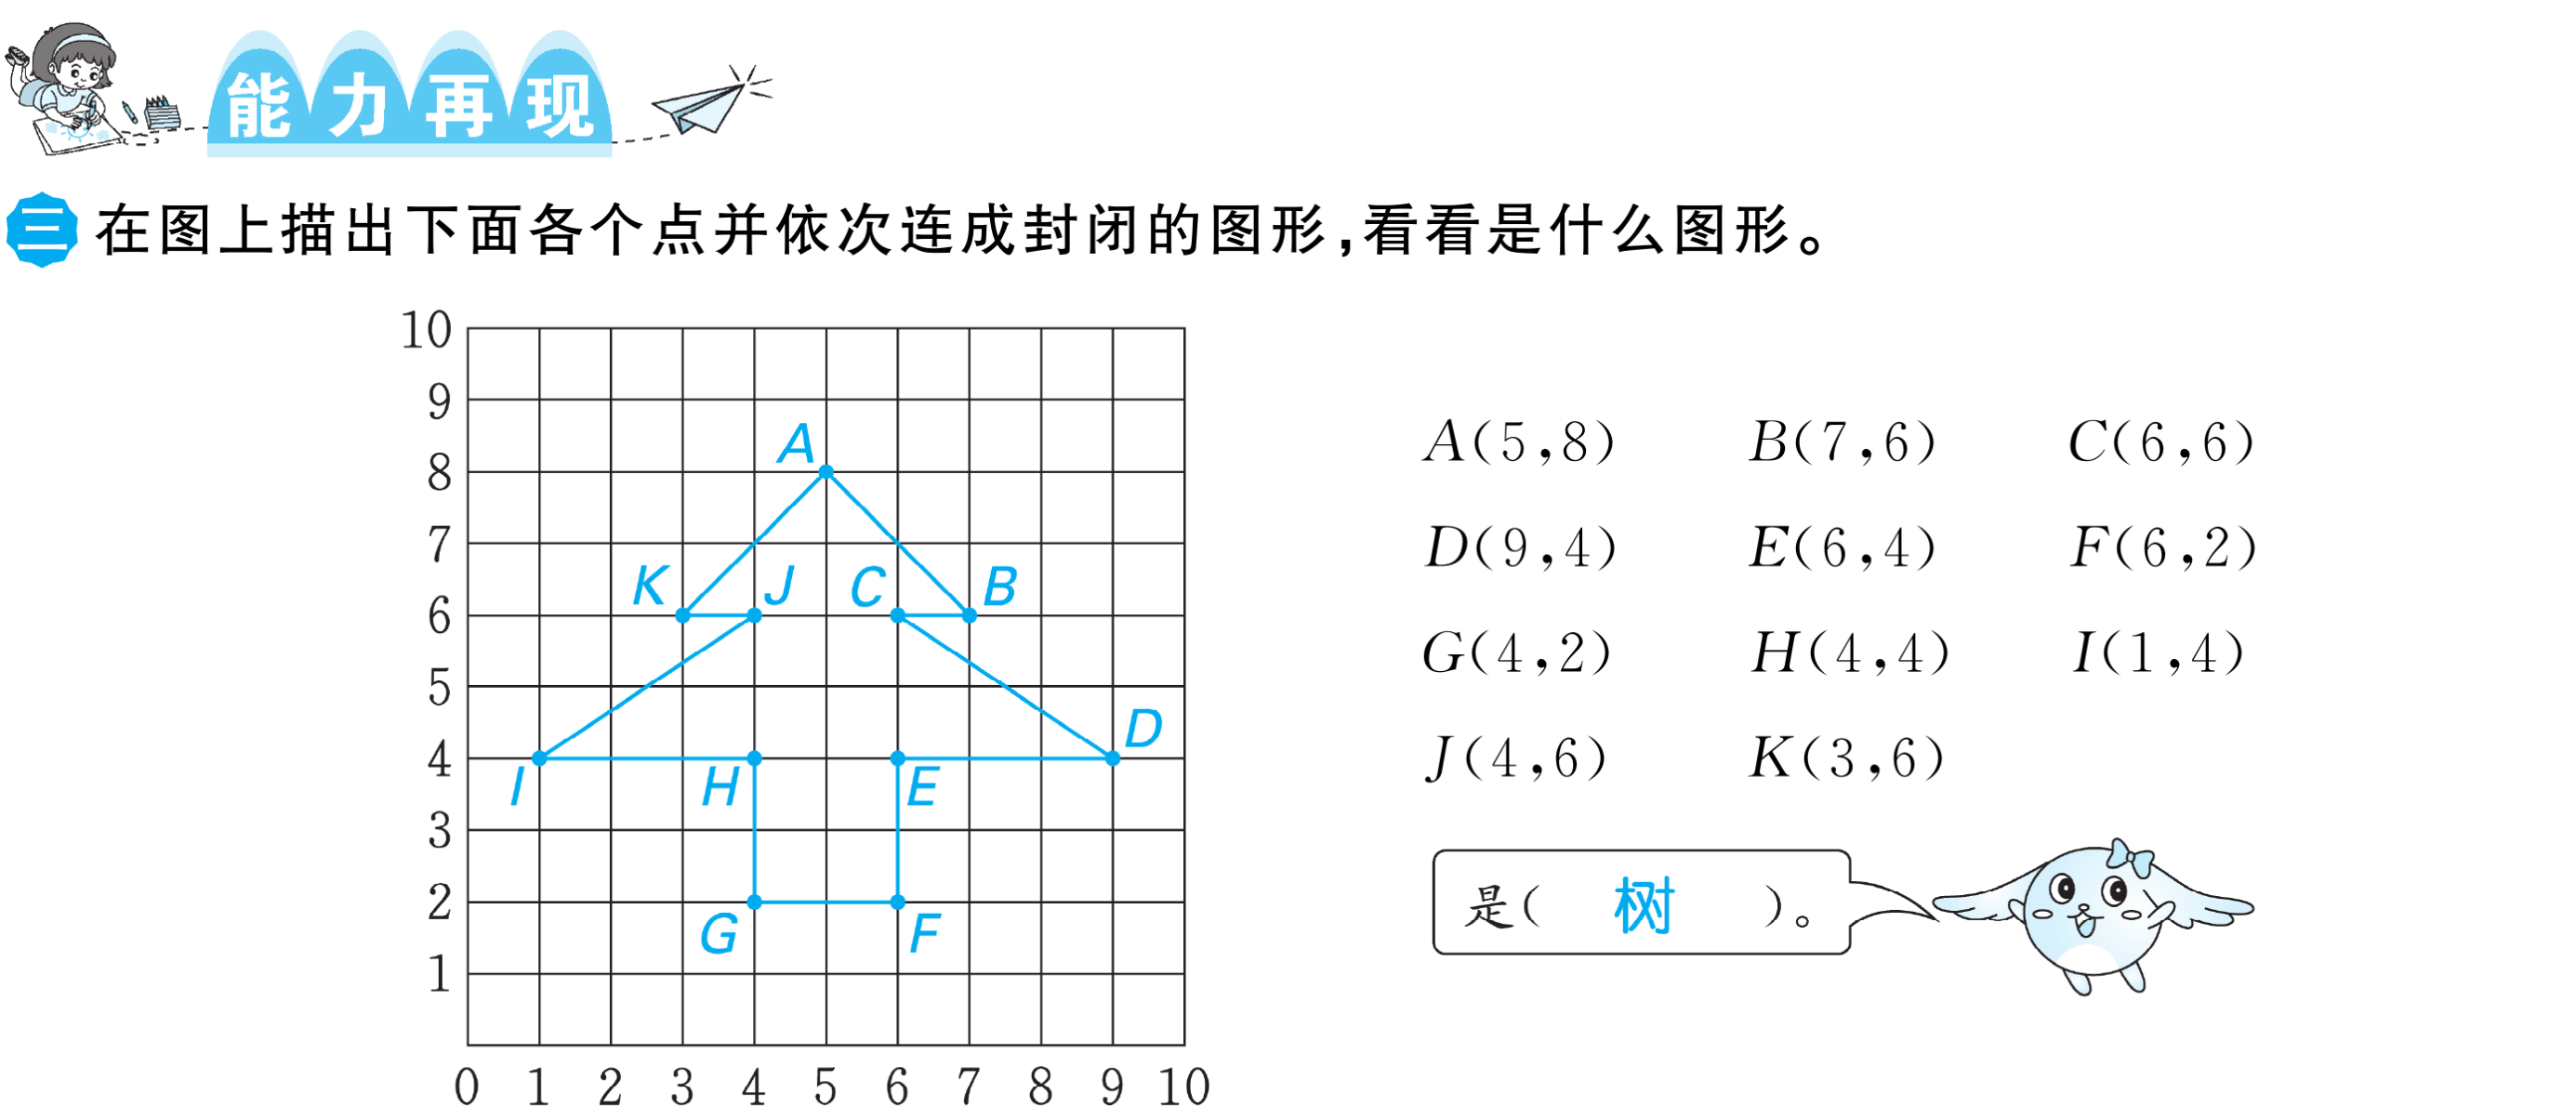 能力再现
三 在图上描出下面各个点并依次连成封闭的图形,看看是什么图形。
10
9
8
7
6
5
4
3
2
1
0 1 2 3 4 5 6 7 8 9 10
A
K J C B
D
I H E
G F
A(5,8) B(7,6) C(6,6)
D(9,4) E(6,4) F(6,2)
G(4,2) H(4,4) I(1,4)
J(4,6) K(3,6)
是( 树 )。